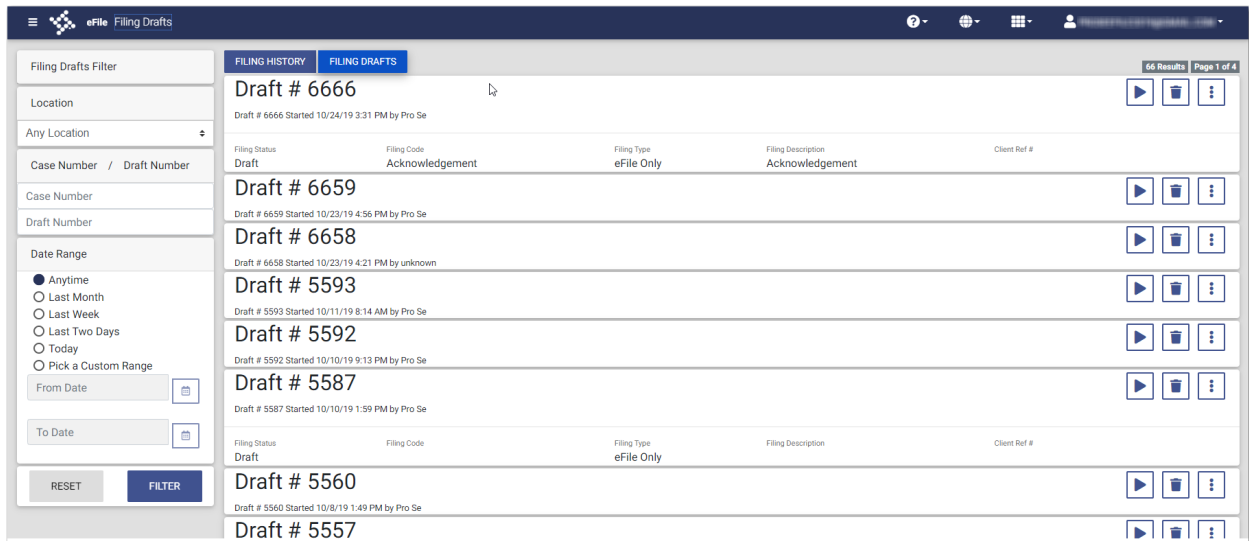 eFile Filing Drafts
Filing Drafts Filter
Location
Any Location
Case Number / Draft Number
Case Number
Draft Number
Date Range
Anytime
Last Month
Last Week
Last Two Days
Today
Pick a Custom Range
From Date
To Date
RESET FILTER
FILING HISTORY FILING DRAFTS
66 Results Page 1 of 4
Draft # 6666
Draft # 6666 Started 10/24/19 3:31 PM by Pro Se
Filing Status Filing Code Filing Type Filing Description Client Ref #
Draft Acknowledgement eFile Only Acknowledgement
Draft # 6659
Draft # 6659 Started 10/23/19 4:56 PM by Pro Se
Draft # 6658
Draft # 6658 Started 10/23/19 4:21 PM by unknown
Draft # 5593
Draft # 5593 Started 10/11/19 8:14 AM by Pro Se
Draft # 5592
Draft # 5592 Started 10/10/19 9:13 PM by Pro Se
Draft # 5587
Draft # 5587 Started 10/10/19 1:59 PM by Pro Se
Filing Status Filing Code Filing Type Filing Description Client Ref #
Draft eFile Only
Draft # 5560
Draft # 5560 Started 10/8/19 1:49 PM by Pro Se
Draft # 5557